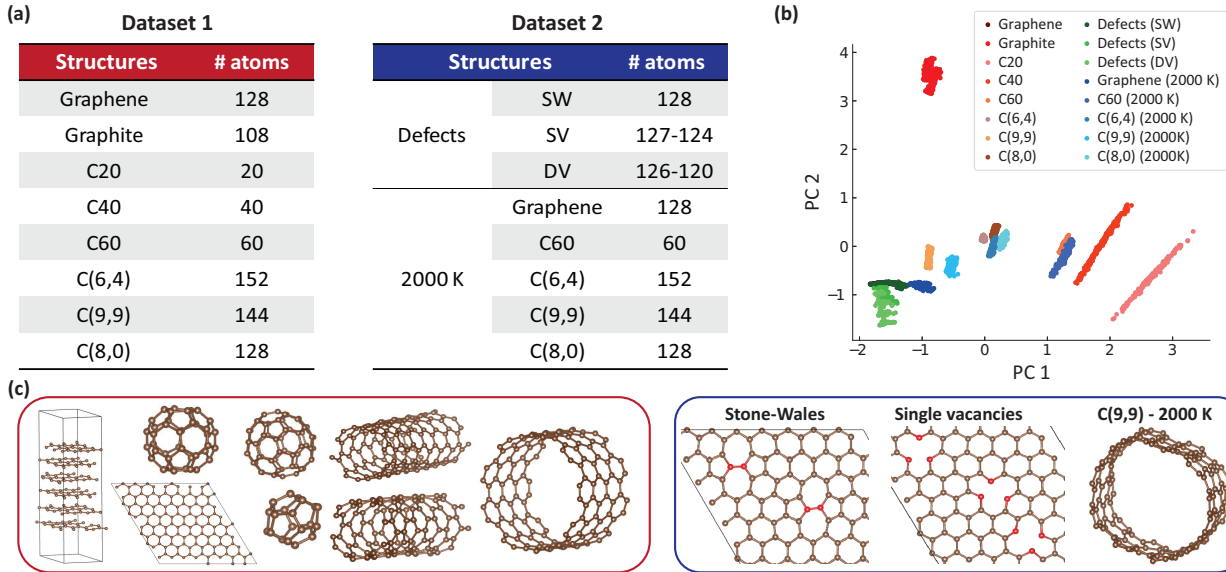 (a)
Dataset 1
Structures # atoms
Graphene 128
Graphite 108
C20 20
C40 40
C60 60
C(6,4) 152
C(9,9) 144
C(8,0) 128
Dataset 2
Structures # atoms
Defects
SW 128
SV 127-124
DV 126-120
2000 K
Graphene 128
C60 60
C(6,4) 152
C(9,9) 144
C(8,0) 128
(b)
Graphene
Graphite
C20
C40
C60
C(6,4)
C(9,9)
C(8,0)
Defects (SW)
Defects (SV)
Defects (DV)
Graphene (2000 K)
C60 (2000 K)
C(6,4) (2000 K)
C(9,9) (2000K)
C(8,0) (2000K)
PC 2
4
3
2
1
0
−1
−2 −1 0 1 2 3
PC 1
(c)
Stone-Wales
Single vacancies
C(9,9) - 2000 K